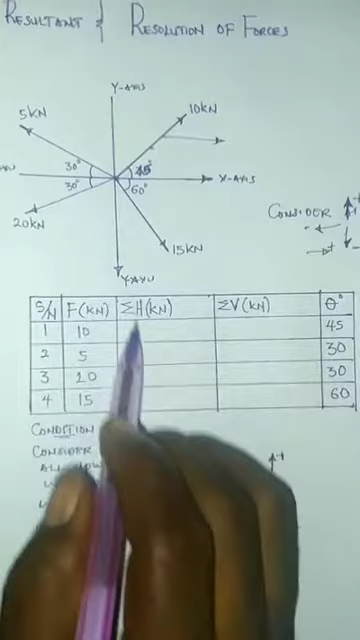 RESULTANT & RESOLUTION OF FORCES
Y-AXIS
10KN
5KN
30°
45°
X-AXIS
30°
60°
20KN
15KN
Y-AXIS
CONSIDER
+
+
-
-
+
S/N F(KN) ΣH(KN) ΣV(KN) θ°
1 10 45
2 5 30
3 20 30
4 15 60
CONDITION
CONSIDER
+